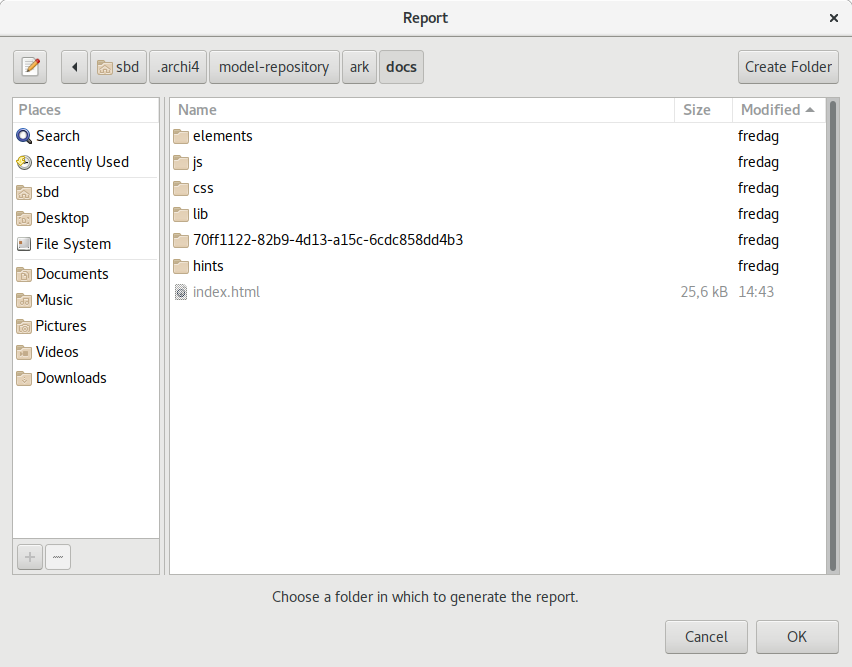 Report
sbd .archi4 model-repository ark docs Create Folder
Places
Search
Recently Used
sbd
Desktop
File System
Documents
Music
Pictures
Videos
Downloads
Name Size Modified
elements fredag
js fredag
css fredag
lib fredag
70ff1122-82b9-4d13-a15c-6cdc858dd4b3 fredag
hints fredag
index.html 25,6 kB 14:43
Choose a folder in which to generate the report.
Cancel OK